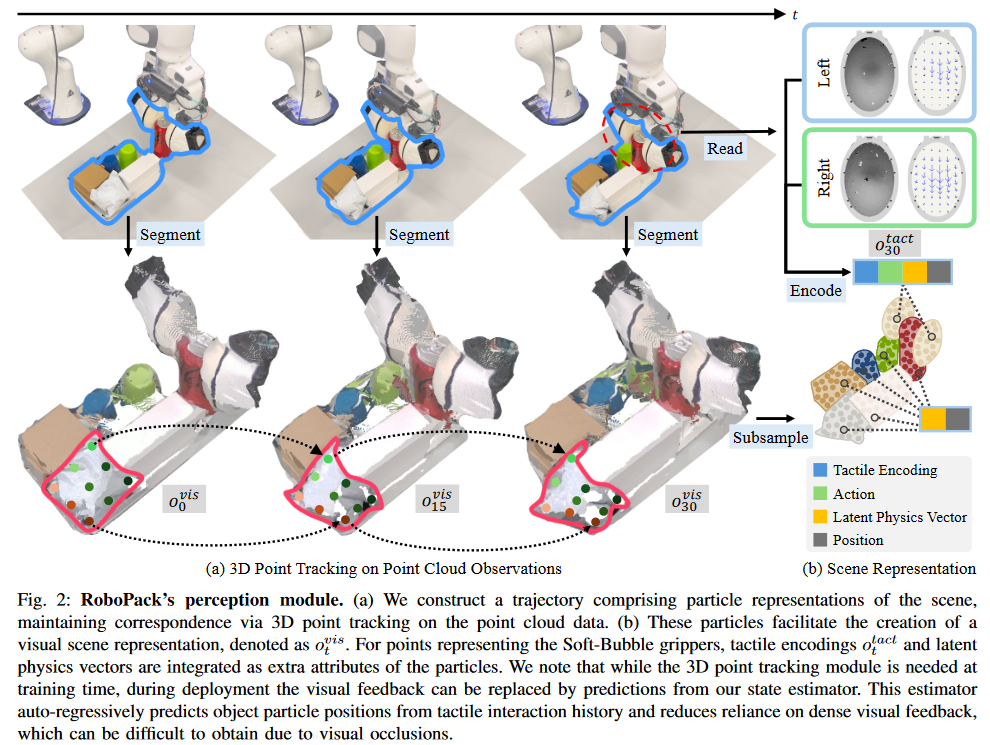 t
Left
Read
Right
Segment
Segment
Segment
o_{30}^{tact}
Encode
Subsample
o_0^{vis}
o_{15}^{vis}
o_{30}^{vis}
Tactile Encoding
Action
Latent Physics Vector
Position
(a) 3D Point Tracking on Point Cloud Observations
(b) Scene Representation
Fig. 2: RoboPack's perception module. (a) We construct a trajectory comprising particle representations of the scene,
maintaining correspondence via 3D point tracking on the point cloud data. (b) These particles facilitate the creation of a
visual scene representation, denoted as o_t^{vis}. For points representing the Soft-Bubble grippers, tactile encodings o_t^{tact} and latent
physics vectors are integrated as extra attributes of the particles. We note that while the 3D point tracking module is needed at
training time, during deployment the visual feedback can be replaced by predictions from our state estimator. This estimator
auto-regressively predicts object particle positions from tactile interaction history and reduces reliance on dense visual feedback,
which can be difficult to obtain due to visual occlusions.